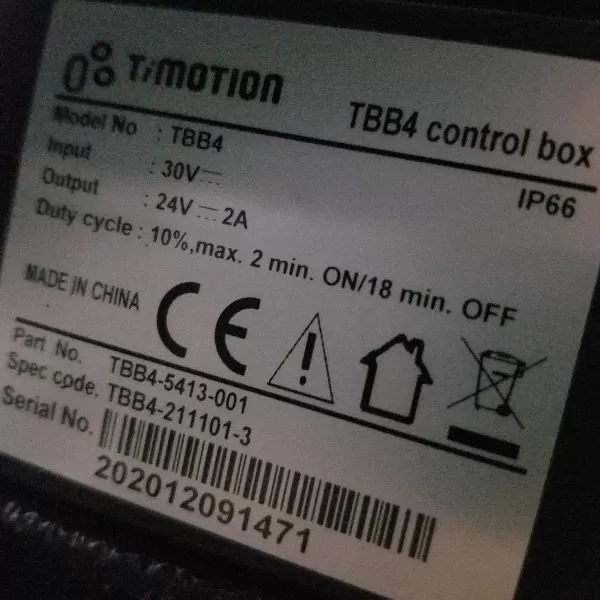 TiMOTION
TBB4 control box
IP66
Model No : TBB4
Input : 30V⎓
Output : 24V⎓2A
Duty cycle : 10%,max. 2 min. ON/18 min. OFF
MADE IN CHINA
CE
Part No. TBB4-5413-001
Spec code. TBB4-211101-3
Serial No.
202012091471